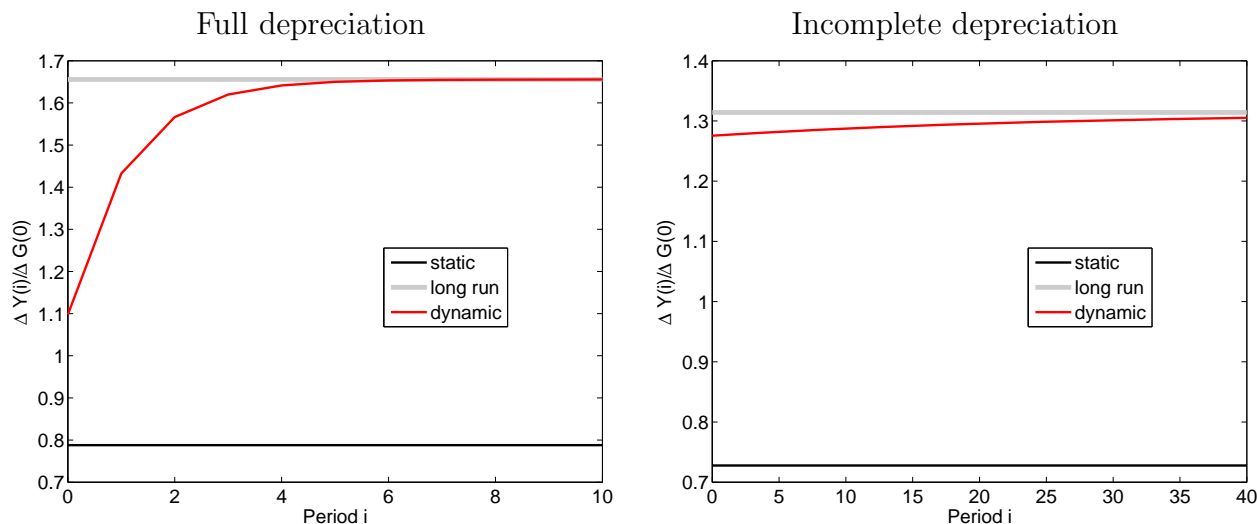 Full depreciation
1.7
1.6
1.5
1.4
1.3
1.2
1.1
1
0.9
0.8
0.7
Δ Y(i)/Δ G(0)
static
long run
dynamic
0 2 4 6 8 10
Period i
Incomplete depreciation
1.4
1.3
1.2
1.1
1
0.9
0.8
0.7
Δ Y(i)/Δ G(0)
static
long run
dynamic
0 5 10 15 20 25 30 35 40
Period i